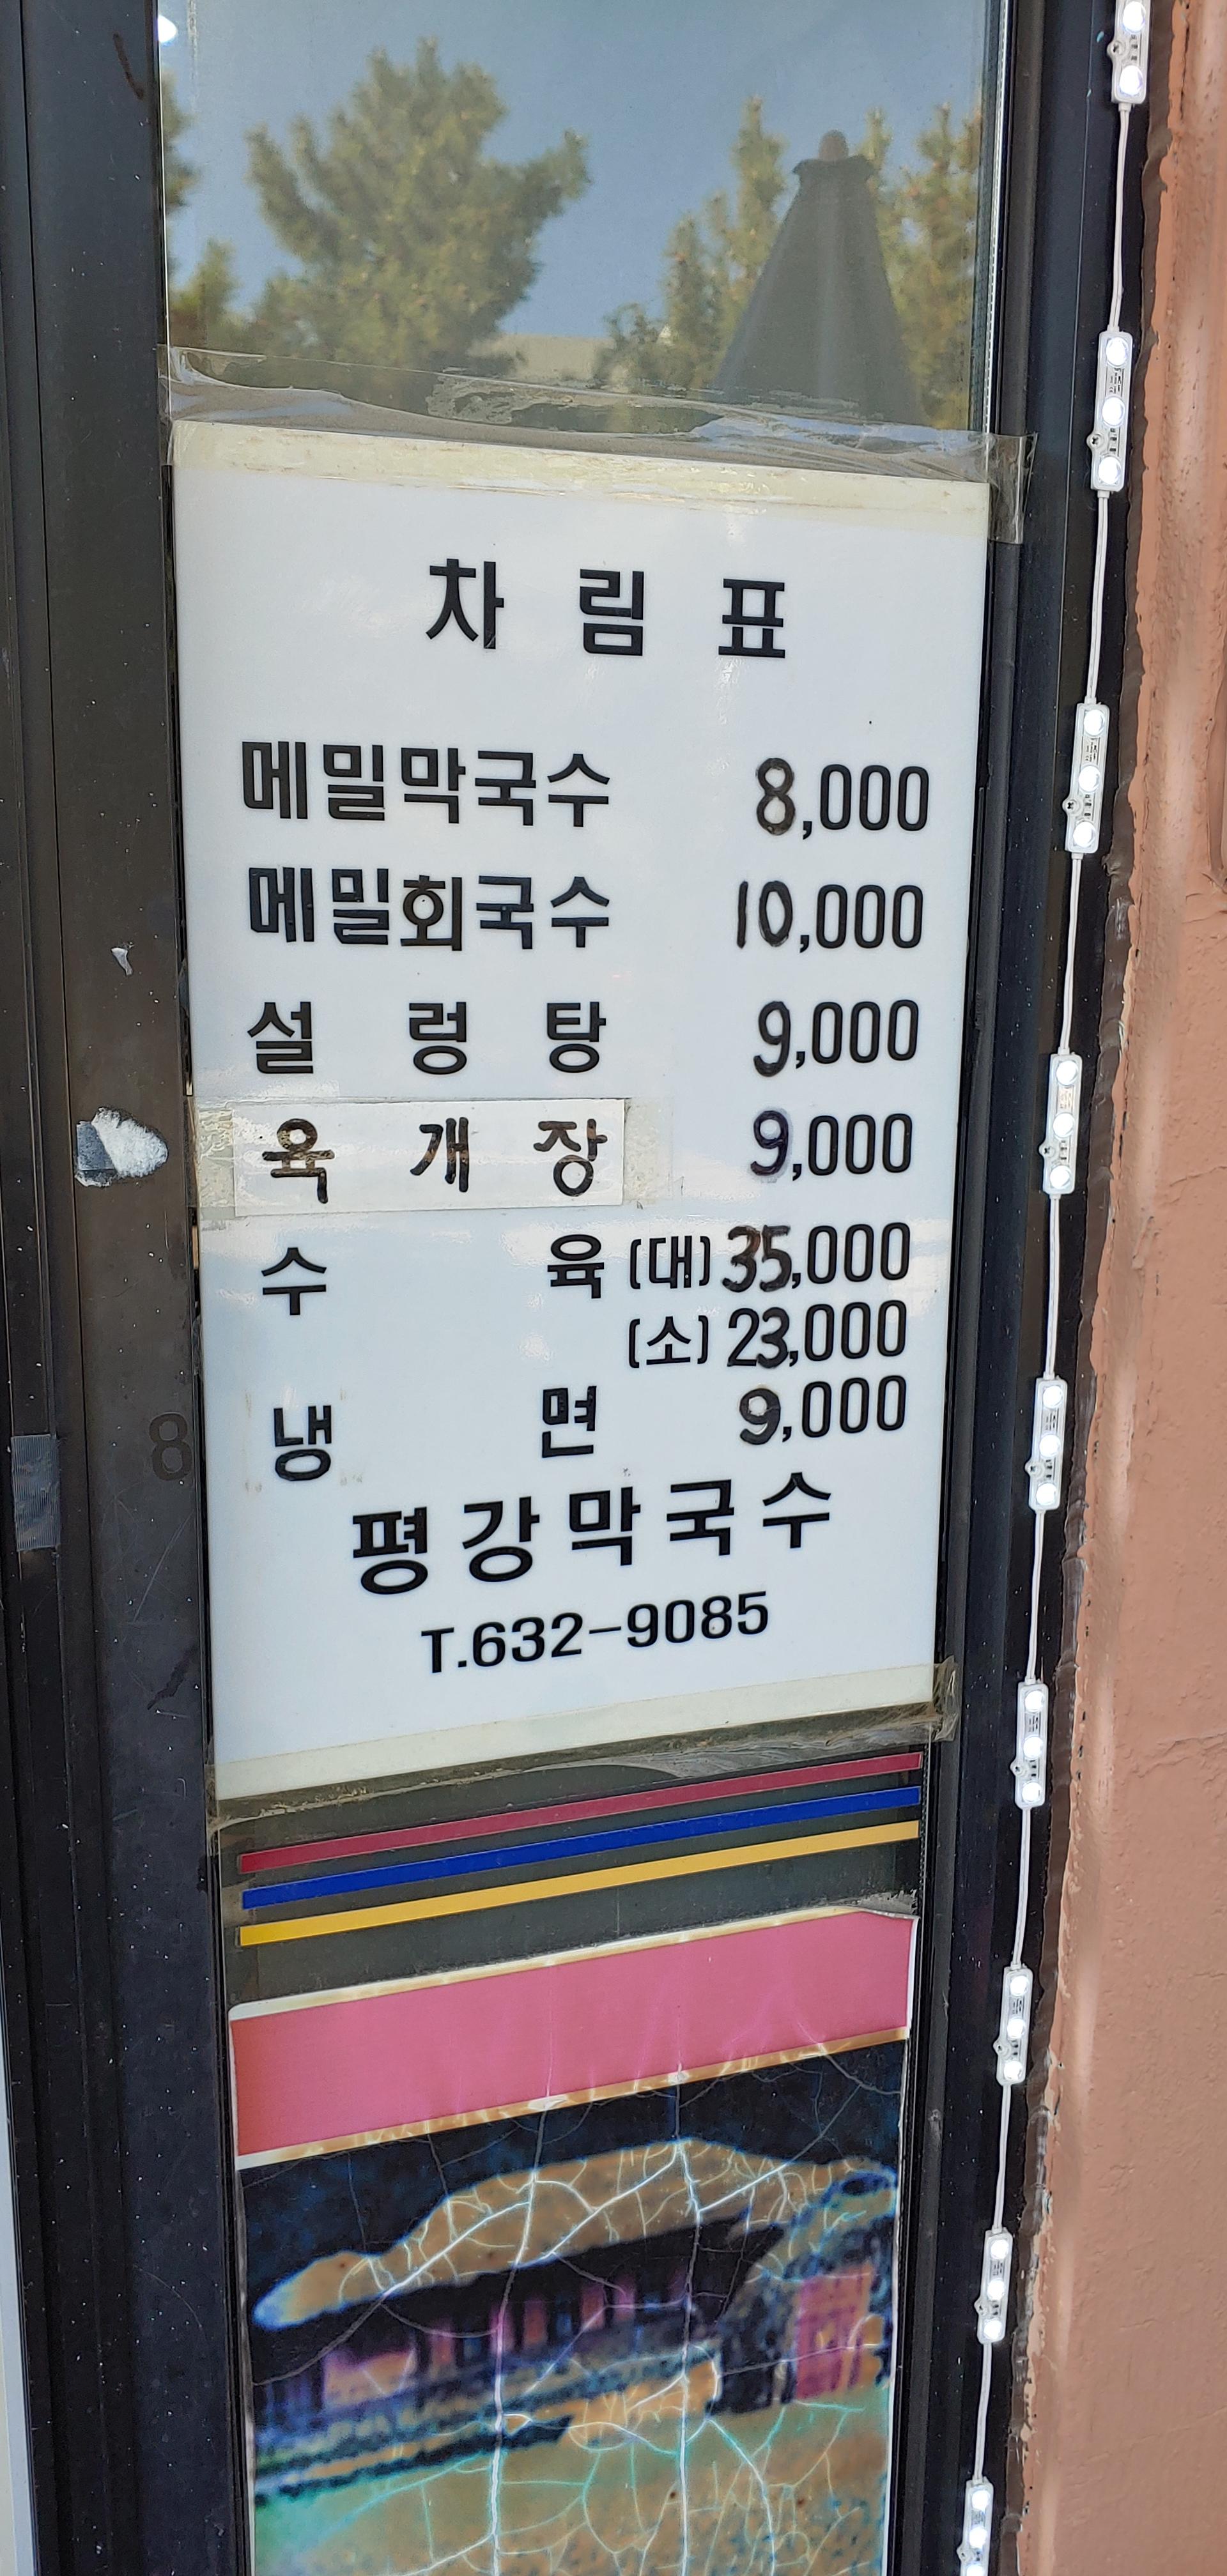 차 림 표
메밀막국수 8,000
메밀회국수 10,000
설 렁 탕 9,000
육 개 장 9,000
수 육 (대) 35,000
(소) 23,000
냉 면 9,000
평강막국수
T.632-9085
8